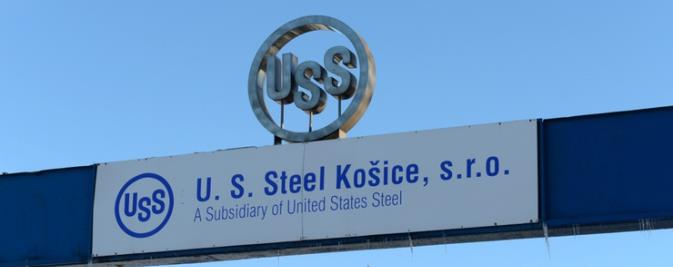 USS
USS
U. S. Steel Košice, s.r.o.
A Subsidiary of United States Steel